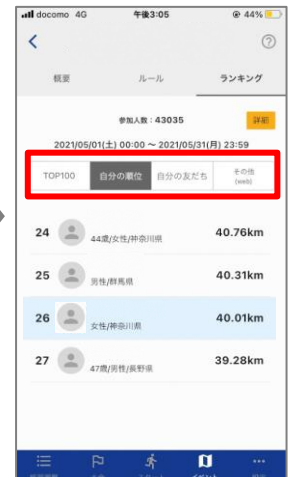 docomo 4G 午後3:05 44%
概要 ルール ランキング
参加人数：43035 詳細
2021/05/01(土) 00:00 ～ 2021/05/31(月) 23:59
TOP100 自分の順位 自分の友だち その他
(web)
24 44歳/女性/神奈川県 40.76km
25 男性/群馬県 40.31km
26 女性/神奈川県 40.01km
27 47歳/男性/長野県 39.28km